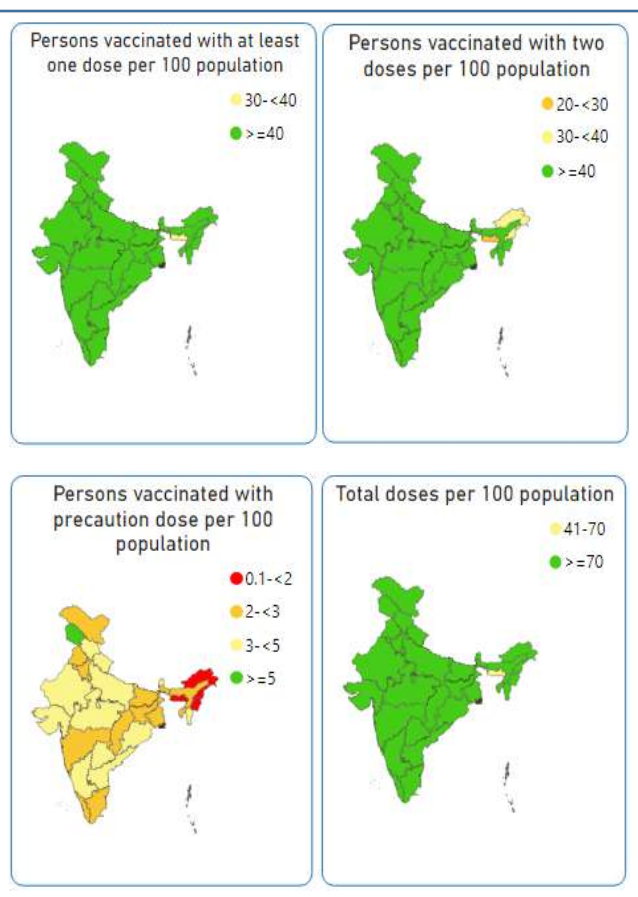 Persons vaccinated with at least
one dose per 100 population
30-<40
>=40
Persons vaccinated with two
doses per 100 population
20-<30
30-<40
>=40
Persons vaccinated with
precaution dose per 100
population
0.1-<2
2-<3
3-<5
>=5
Total doses per 100 population
41-70
>=70